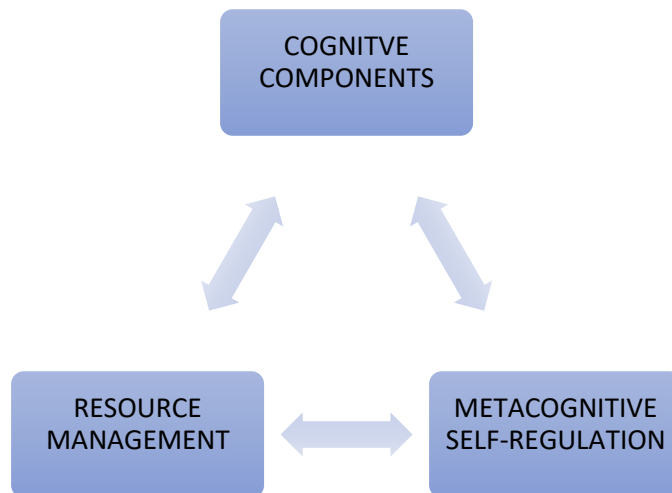 COGNITVE
COMPONENTS
RESOURCE
MANAGEMENT
METACOGNITIVE
SELF-REGULATION